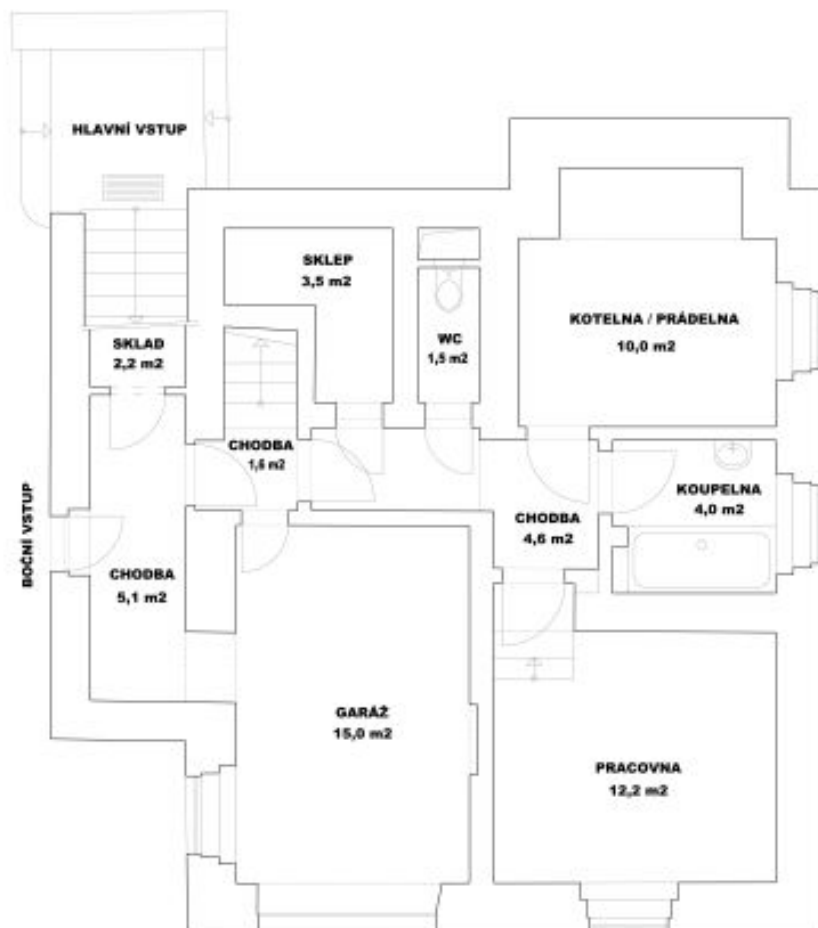 HLAVNÍ VSTUP
SKLEP
3,5 m2
KOTELNA / PRÁDELNA
10,0 m2
SKLAD
2,2 m2
WC
1,5 m2
CHODBA
1,6 m2
KOUPELNA
4,0 m2
CHODBA
4,6 m2
BOČNÍ VSTUP
CHODBA
5,1 m2
GARÁŽ
15,0 m2
PRACOVNA
12,2 m2